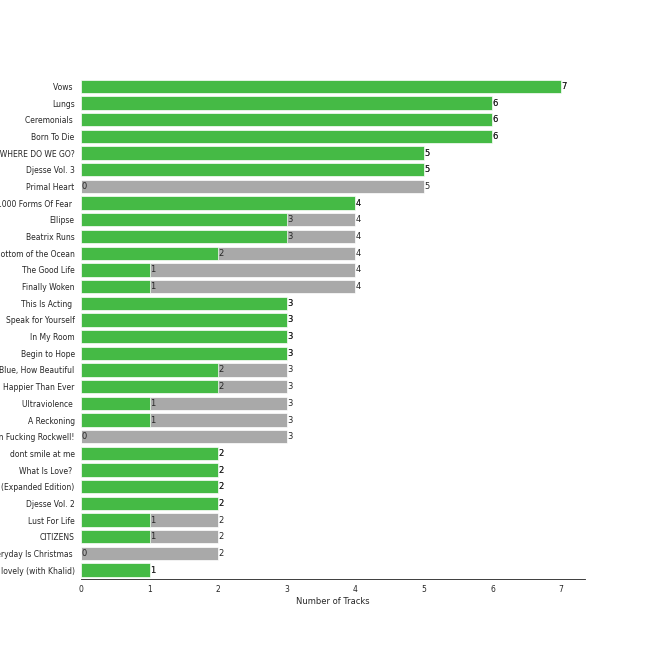 Vows 7
Lungs 6
Ceremonials 6
Born To Die 6
WHERE DO WE GO? 5
Djesse Vol. 3 5
Primal Heart 0 5
000 Forms Of Fear 4
Ellipse 3 4
Beatrix Runs 3 4
ottom of the Ocean 2 4
The Good Life 1 4
Finally Woken 1 4
This Is Acting 3
Speak for Yourself 3
In My Room 3
Begin to Hope 3
Blue, How Beautiful 2 3
Happier Than Ever 2 3
Ultraviolence 1 3
A Reckoning 1 3
n Fucking Rockwell! 0 3
dont smile at me 2
What Is Love? 2
(Expanded Edition) 2
Djesse Vol. 2 2
Lust For Life 1 2
CITIZENS 1 2
eryday Is Christmas 0 2
lovely (with Khalid) 1
0 1 2 3 4 5 6 7
Number of Tracks